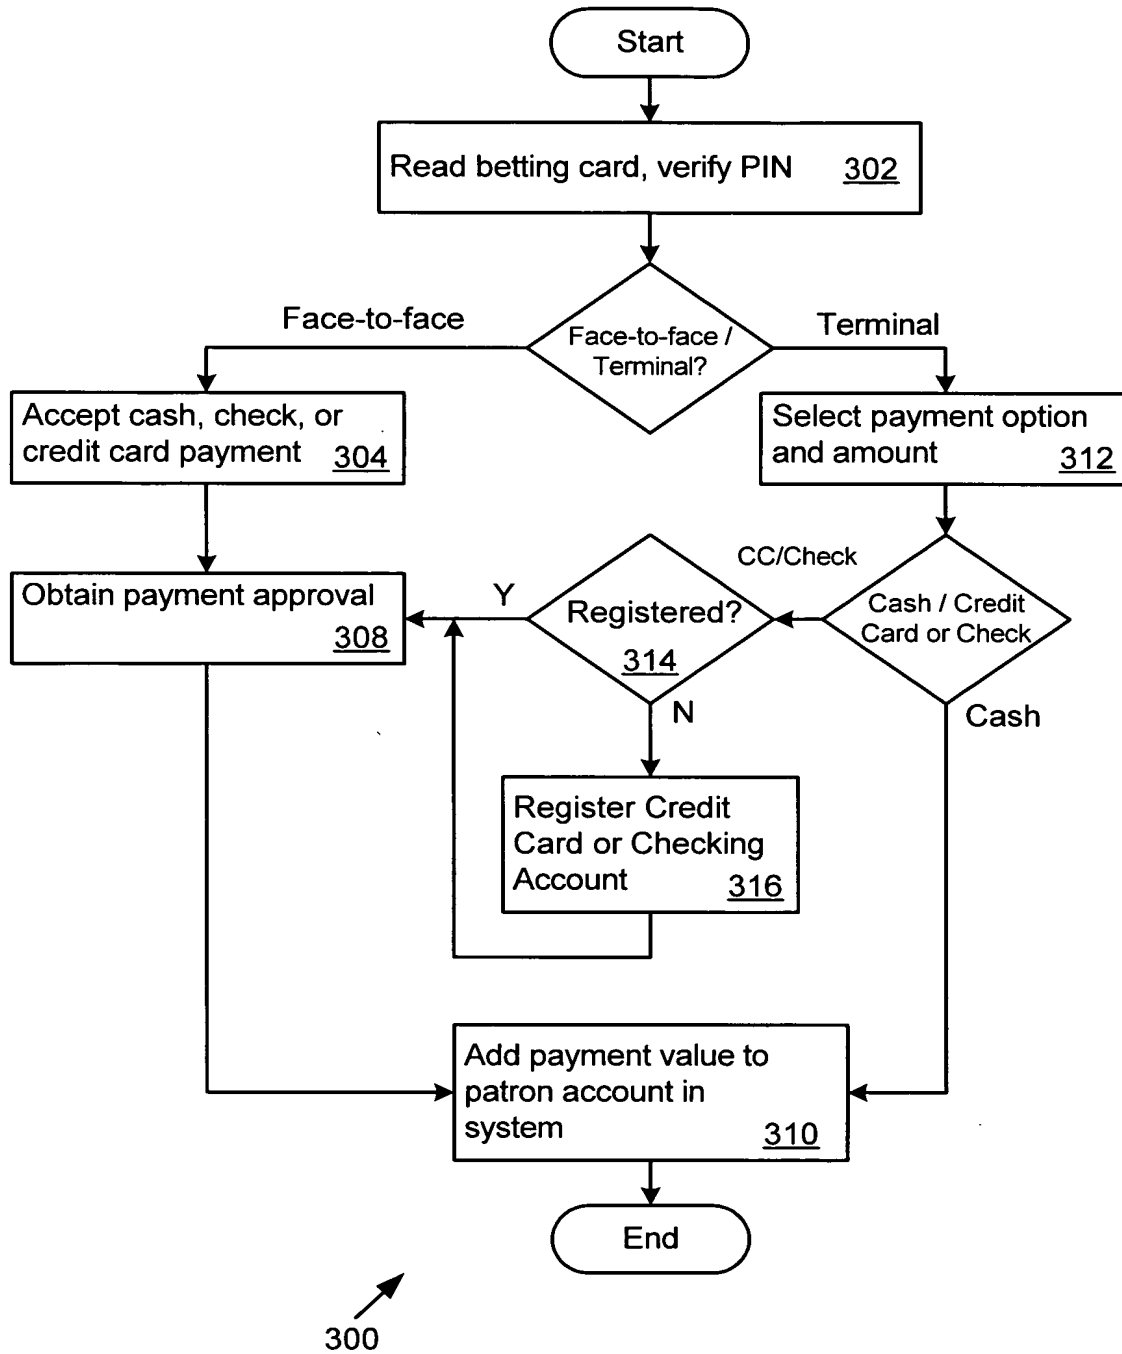 Start
Read betting card, verify PIN 302
Face-to-face
Face-to-face /
Terminal?
Terminal
Accept cash, check, or
credit card payment 304
Select payment option
and amount 312
Obtain payment approval
308
Y
Registered?
314
N
CC/Check
Cash / Credit
Card or Check
Cash
Register Credit
Card or Checking
Account 316
Add payment value to
patron account in
system 310
End
300